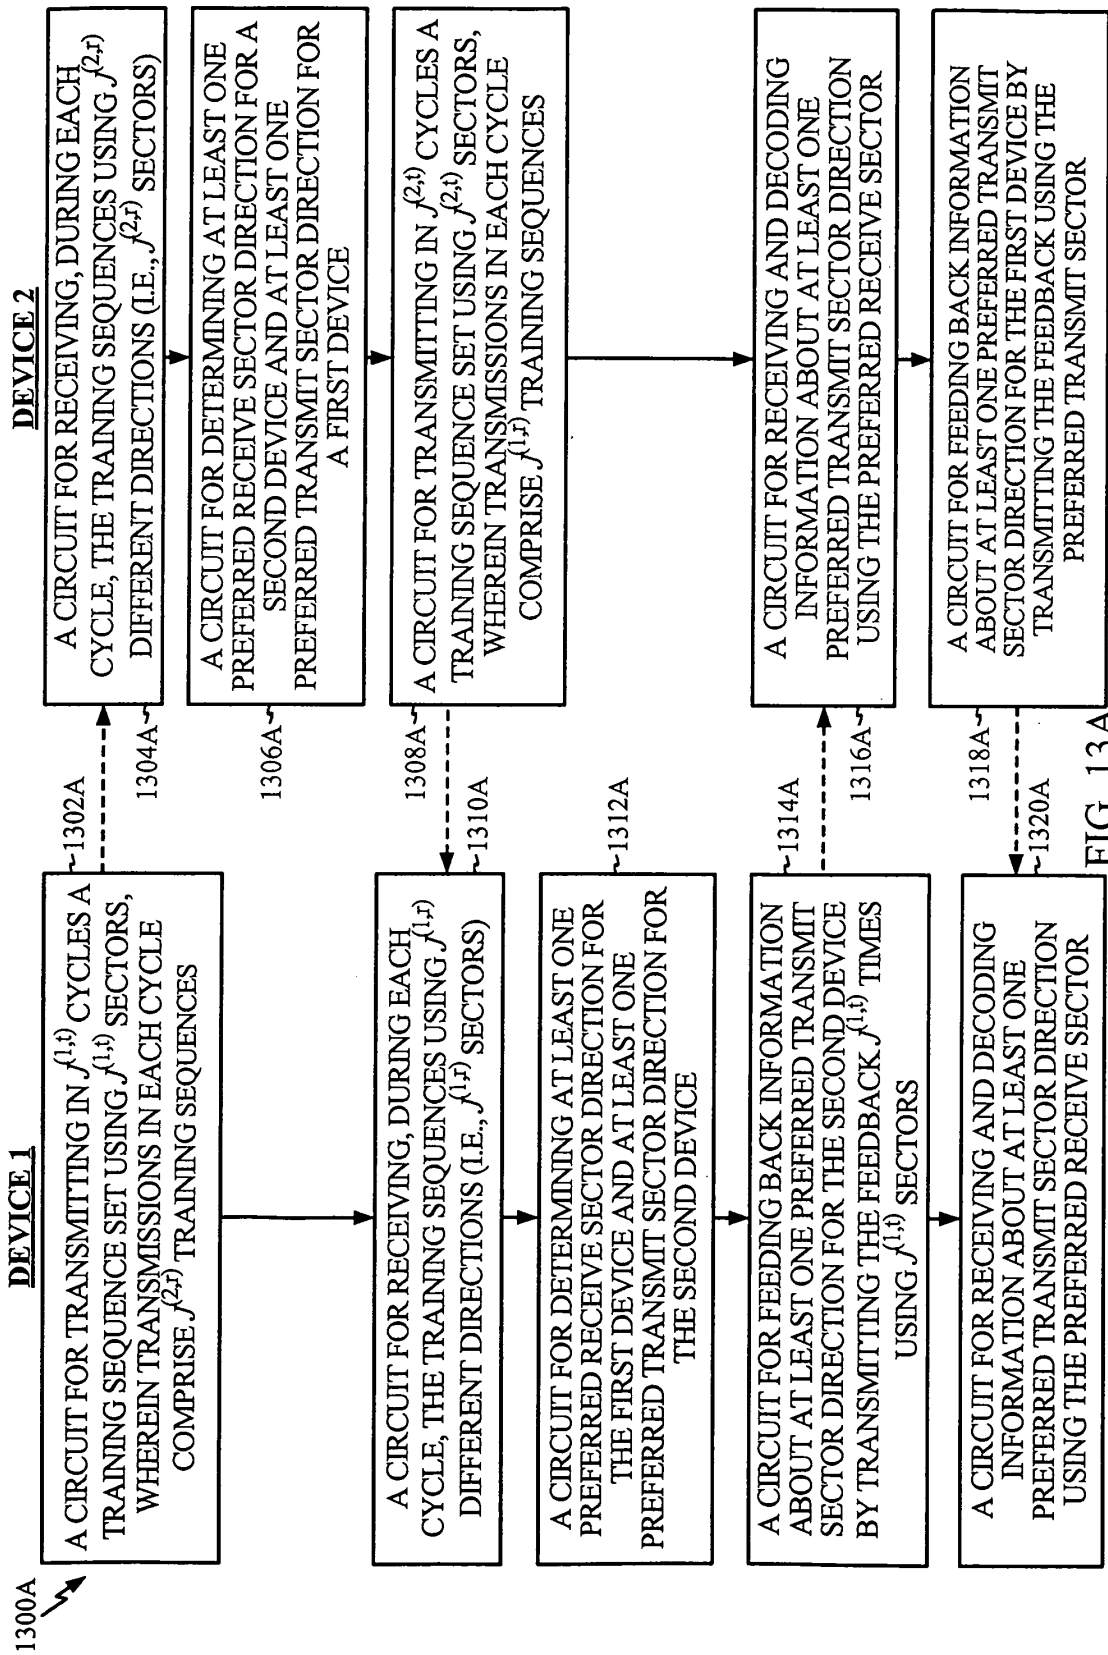 1300A
DEVICE 1
1302A
A CIRCUIT FOR TRANSMITTING IN J^(1,t) CYCLES A
TRAINING SEQUENCE SET USING J^(1,t) SECTORS,
WHEREIN TRANSMISSIONS IN EACH CYCLE
COMPRISE J^(2,r) TRAINING SEQUENCES
1310A
A CIRCUIT FOR RECEIVING, DURING EACH
CYCLE, THE TRAINING SEQUENCES USING J^(1,r)
DIFFERENT DIRECTIONS (I.E., J^(1,r) SECTORS)
1312A
A CIRCUIT FOR DETERMINING AT LEAST ONE
PREFERRED RECEIVE SECTOR DIRECTION FOR
THE FIRST DEVICE AND AT LEAST ONE
PREFERRED TRANSMIT SECTOR DIRECTION FOR
THE SECOND DEVICE
1314A
A CIRCUIT FOR FEEDING BACK INFORMATION
ABOUT AT LEAST ONE PREFERRED TRANSMIT
SECTOR DIRECTION FOR THE SECOND DEVICE
BY TRANSMITTING THE FEEDBACK J^(1,t) TIMES
USING J^(1,t) SECTORS
1320A
A CIRCUIT FOR RECEIVING AND DECODING
INFORMATION ABOUT AT LEAST ONE
PREFERRED TRANSMIT SECTOR DIRECTION
USING THE PREFERRED RECEIVE SECTOR
DEVICE 2
1304A
A CIRCUIT FOR RECEIVING, DURING EACH
CYCLE, THE TRAINING SEQUENCES USING J^(2,r)
DIFFERENT DIRECTIONS (I.E., J^(2,r) SECTORS)
1306A
A CIRCUIT FOR DETERMINING AT LEAST ONE
PREFERRED RECEIVE SECTOR DIRECTION FOR A
SECOND DEVICE AND AT LEAST ONE
PREFERRED TRANSMIT SECTOR DIRECTION FOR
A FIRST DEVICE
1308A
A CIRCUIT FOR TRANSMITTING IN J^(2,t) CYCLES A
TRAINING SEQUENCE SET USING J^(2,t) SECTORS,
WHEREIN TRANSMISSIONS IN EACH CYCLE
COMPRISE J^(1,r) TRAINING SEQUENCES
1316A
A CIRCUIT FOR RECEIVING AND DECODING
INFORMATION ABOUT AT LEAST ONE
PREFERRED TRANSMIT SECTOR DIRECTION
USING THE PREFERRED RECEIVE SECTOR
1318A
A CIRCUIT FOR FEEDING BACK INFORMATION
ABOUT AT LEAST ONE PREFERRED TRANSMIT
SECTOR DIRECTION FOR THE FIRST DEVICE BY
TRANSMITTING THE FEEDBACK USING THE
PREFERRED TRANSMIT SECTOR
FIG. 13A